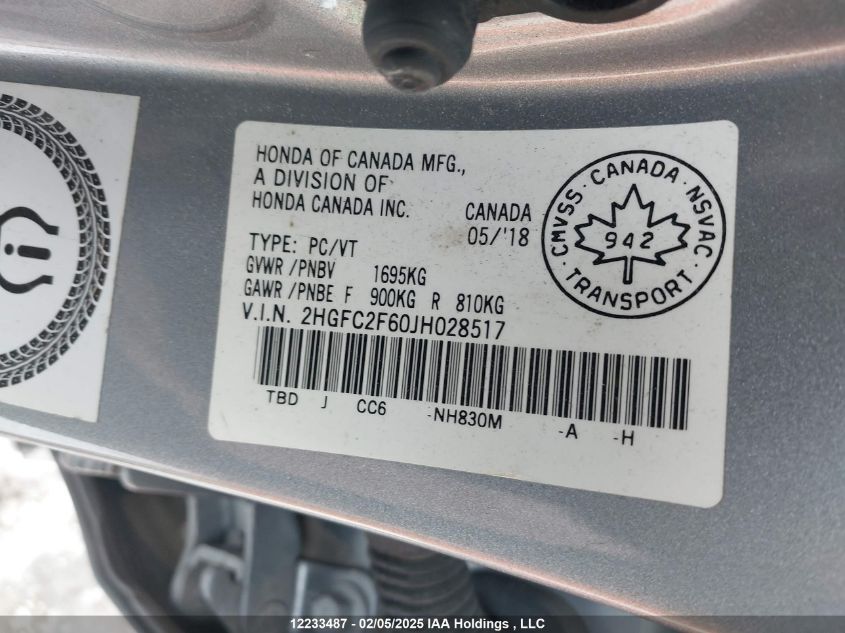 HONDA OF CANADA MFG.,
A DIVISION OF
HONDA CANADA INC.
CANADA
05/'18
TYPE: PC/VT
GVWR /PNBV 1695KG
GAWR /PNBE F 900KG R 810KG
V.I.N. 2HGFC2F60JH028517
TBD J CC6 -NH830M -A -H
CMVSS · CANADA · NSVAC
942
TRANSPORT
12233487 - 02/05/2025 IAA Holdings , LLC